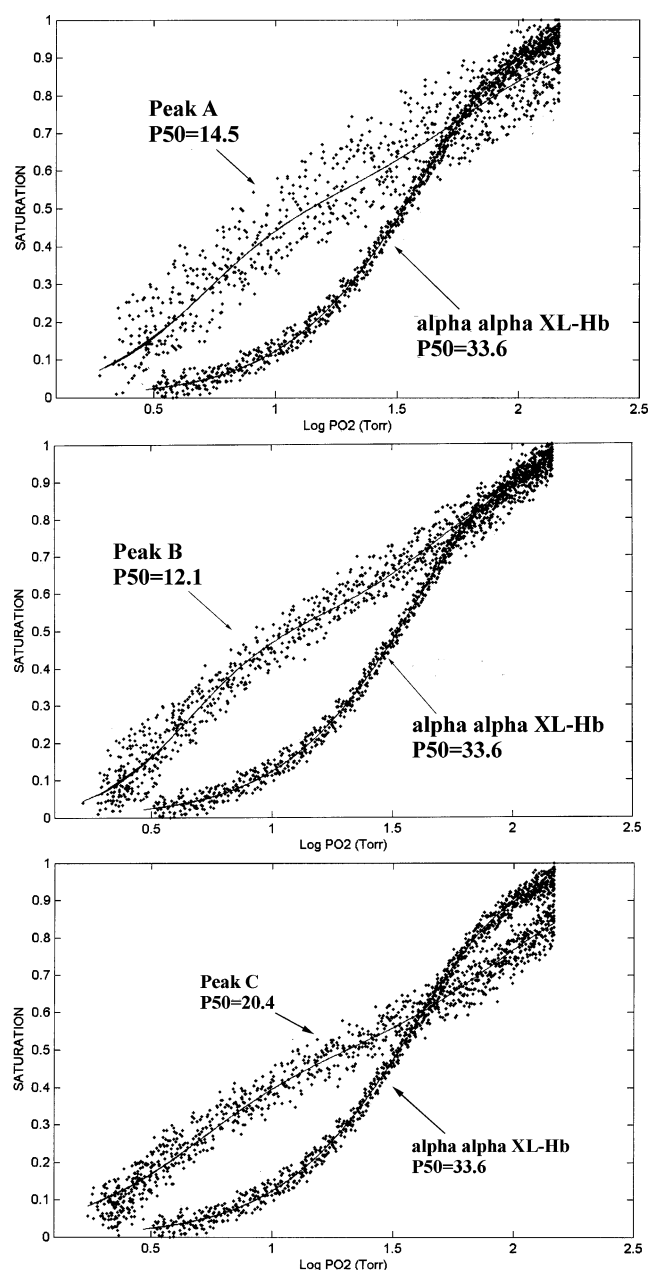 1
0.9
0.8
0.7
0.6
0.5
0.4
0.3
0.2
0.1
0
SATURATION
Peak A
P50=14.5
alpha alpha XL-Hb
P50=33.6
0.5
1
1.5
2
2.5
Log PO2 (Torr)
1
0.9
0.8
0.7
0.6
0.5
0.4
0.3
0.2
0.1
0
SATURATION
Peak B
P50=12.1
alpha alpha XL-Hb
P50=33.6
0.5
1
1.5
2
2.5
Log PO2 (Torr)
1
0.9
0.8
0.7
0.6
0.5
0.4
0.3
0.2
0.1
0
SATURATION
Peak C
P50=20.4
alpha alpha XL-Hb
P50=33.6
0.5
1
1.5
2
2.5
Log PO2 (Torr)